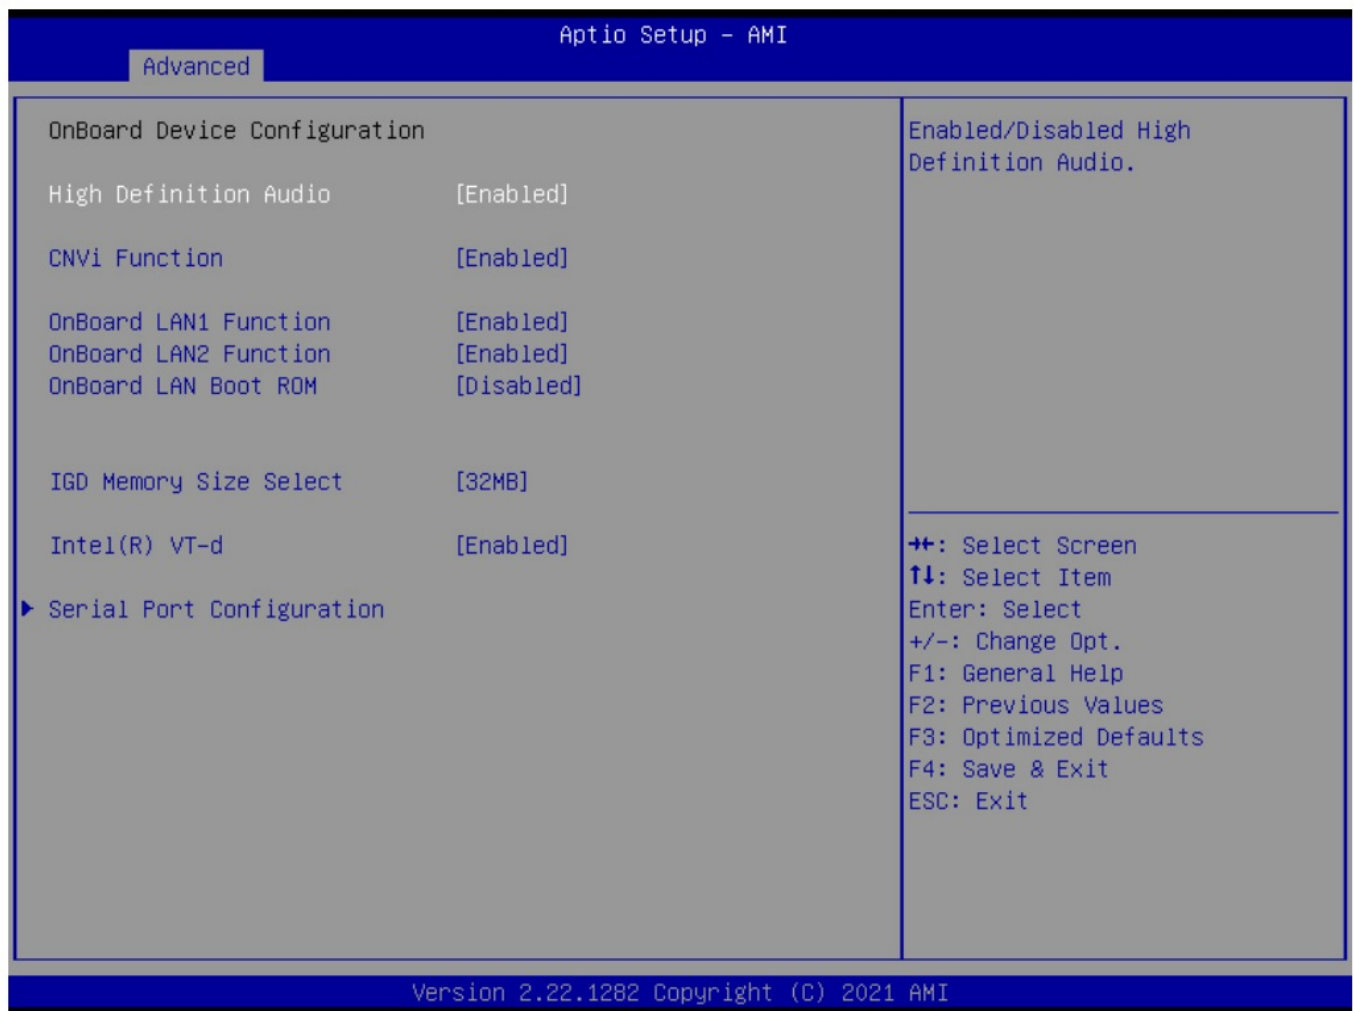 Aptio Setup – AMI
Advanced
OnBoard Device Configuration
High Definition Audio [Enabled]
CNVi Function [Enabled]
OnBoard LAN1 Function [Enabled]
OnBoard LAN2 Function [Enabled]
OnBoard LAN Boot ROM [Disabled]
IGD Memory Size Select [32MB]
Intel(R) VT-d [Enabled]
▶ Serial Port Configuration
Enabled/Disabled High
Definition Audio.
→←: Select Screen
↑↓: Select Item
Enter: Select
+/-: Change Opt.
F1: General Help
F2: Previous Values
F3: Optimized Defaults
F4: Save & Exit
ESC: Exit
Version 2.22.1282 Copyright (C) 2021 AMI